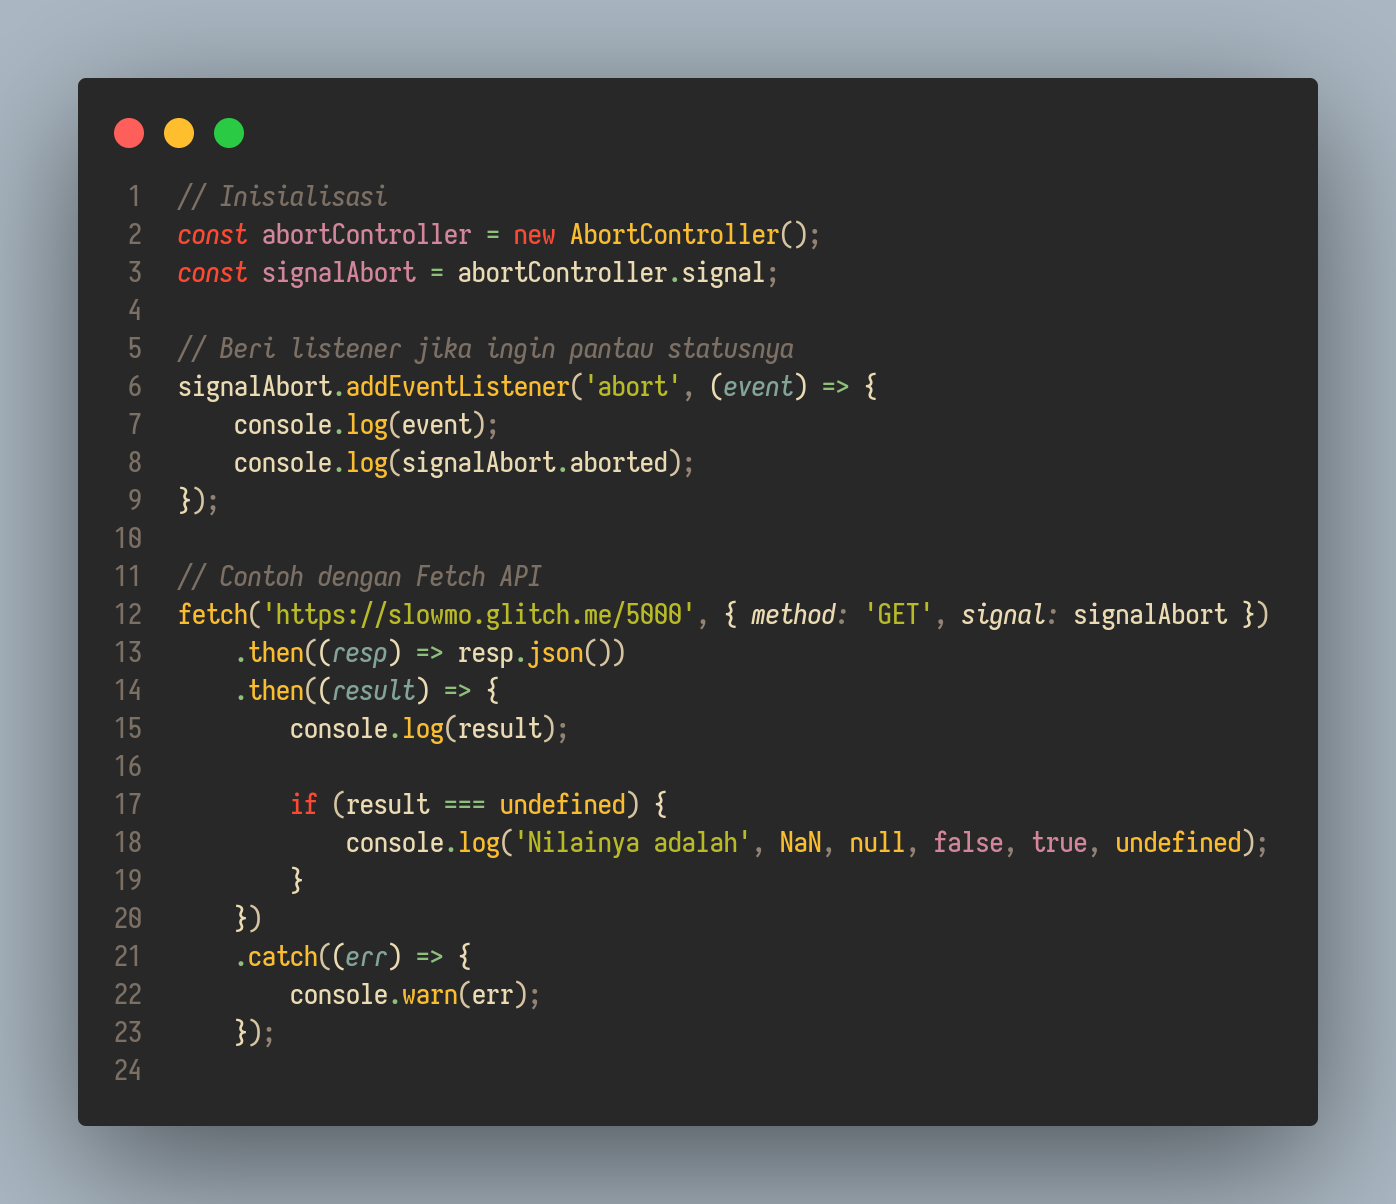 1 // Inisialisasi
2 const abortController = new AbortController();
3 const signalAbort = abortController.signal;
4
5 // Beri listener jika ingin pantau statusnya
6 signalAbort.addEventListener('abort', (event) => {
7     console.log(event);
8     console.log(signalAbort.aborted);
9 });
10
11 // Contoh dengan Fetch API
12 fetch('https://slowmo.glitch.me/5000', { method: 'GET', signal: signalAbort })
13     .then((resp) => resp.json())
14     .then((result) => {
15         console.log(result);
16
17         if (result === undefined) {
18             console.log('Nilainya adalah', NaN, null, false, true, undefined);
19         }
20     })
21     .catch((err) => {
22         console.warn(err);
23     });
24